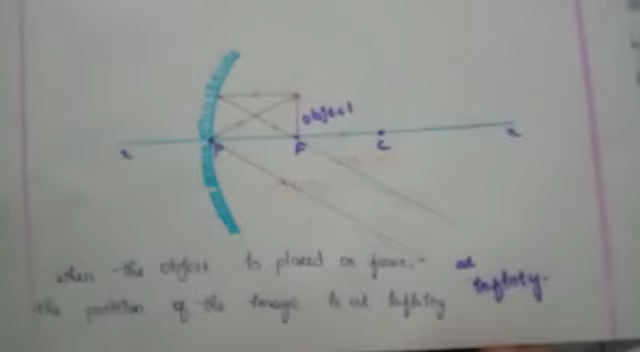 object
x P F C x
when the object is placed on focus.- at Infinity.
the position of the Image is at Infinity